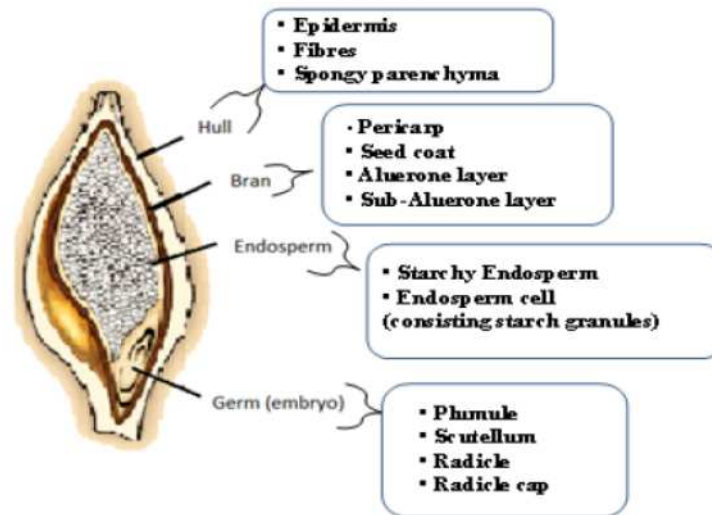 ▪ Epidermis
▪ Fibres
▪ Spongy parenchyma
Hull
· Pericarp
▪ Seed coat
▪ Aluerone layer
▪ Sub-Aluerone layer
Bran
Endosperm
▪ Starchy Endosperm
▪ Endosperm cell
(consisting starch granules)
Germ (embryo)
▪ Plumule
▪ Scutellum
▪ Radicle
▪ Radicle cap